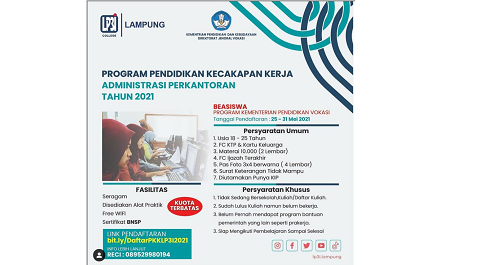 LP3I
COLLEGE
LAMPUNG
KEMENTRIAN PENDIDIKAN DAN KEBUDAYAAN
DIREKTORAT JENDRAL VOKASI
PROGRAM PENDIDIKAN KECAKAPAN KERJA
ADMINISTRASI PERKANTORAN
TAHUN 2021
BEASISWA
PROGRAM KEMENTERIAN PENDIDIKAN VOKASI
Tanggal Pendaftaran : 25 - 31 Mei 2021
Persyaratan Umum
1. Usia 18 - 25 Tahun
2. FC KTP & Kartu Keluarga
3. Materai 10.000 (2 Lembar)
4. FC Ijazah Terakhir
5. Pas Foto 3x4 berwarna ( 4 Lembar)
6. Surat Keterangan Tidak Mampu
7. Diutamakan Punya KIP
Persyaratan Khusus
1. Tidak Sedang Bersekolah,Kuliah/Daftar Kuliah.
2. Sudah Lulus Kuliah namun belum bekerja.
3. Belum Pernah mendapat program bantuan
pemerintah yang lain seperti prakerja.
4. Siap Mengikuti Pembelajaran Sampai Selesai
FASILITAS
Seragam
Disediakan Alat Praktik
Free WIFI
Sertifikat BNSP
KUOTA
TERBATAS
LINK PENDAFTARAN
bit.ly/DaftarPKKLP3I2021
INFO LEBIH LANJUT
RECI : 089529980194
lp3i.lampung